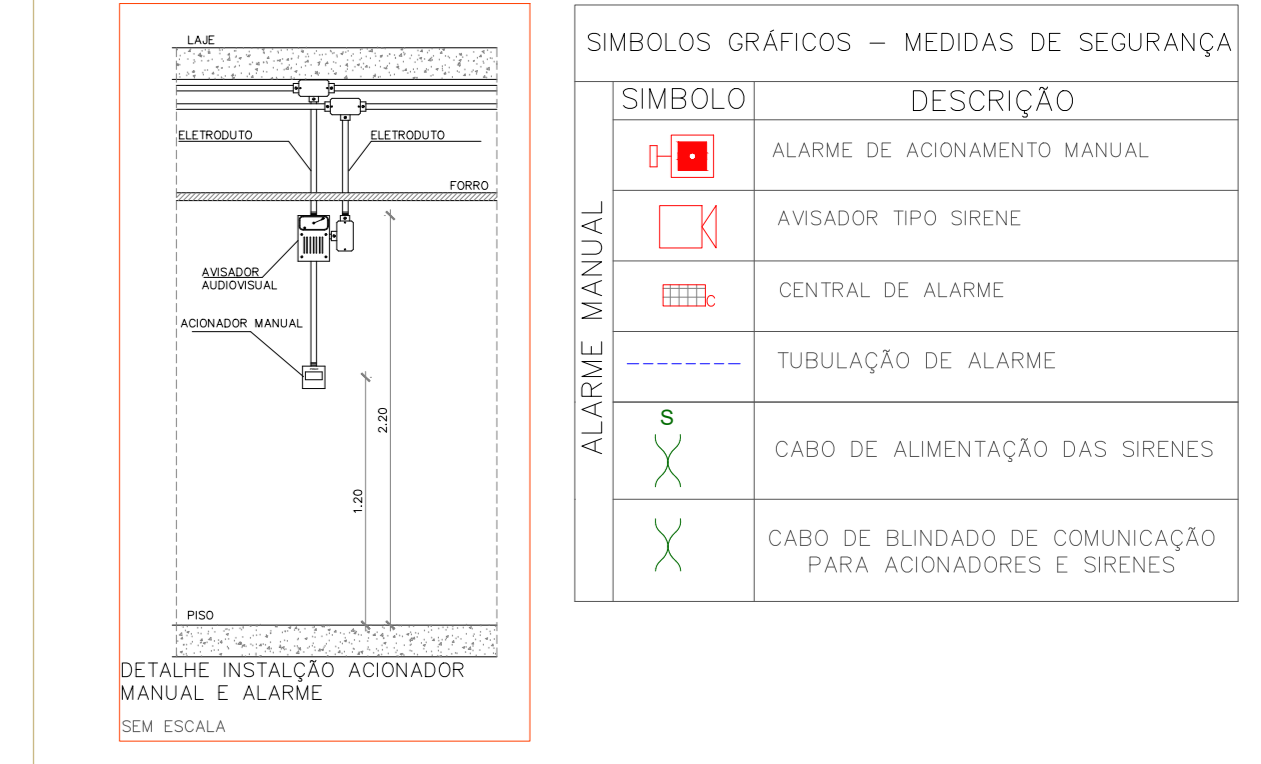 LAJE
ELETRODUTO
ELETRODUTO
FORRO
AVISADOR
AUDIOVISUAL
ACIONADOR MANUAL
2.20
1.20
PISO
DETALHE INSTALÇÃO ACIONADOR
MANUAL E ALARME
SEM ESCALA
SIMBOLOS GRÁFICOS – MEDIDAS DE SEGURANÇA
ALARME MANUAL
SIMBOLO
DESCRIÇÃO
ALARME DE ACIONAMENTO MANUAL
AVISADOR TIPO SIRENE
C
CENTRAL DE ALARME
TUBULAÇÃO DE ALARME
S
CABO DE ALIMENTAÇÃO DAS SIRENES
CABO DE BLINDADO DE COMUNICAÇÃO
PARA ACIONADORES E SIRENES